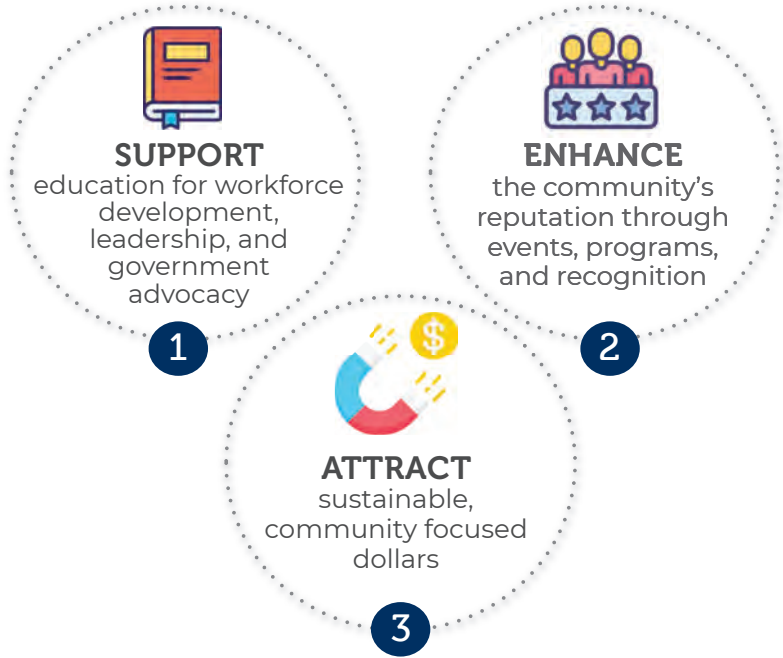 SUPPORT
education for workforce
development,
leadership, and
government
advocacy
1
ENHANCE
the community’s
reputation through
events, programs,
and recognition
2
$
ATTRACT
sustainable,
community focused
dollars
3